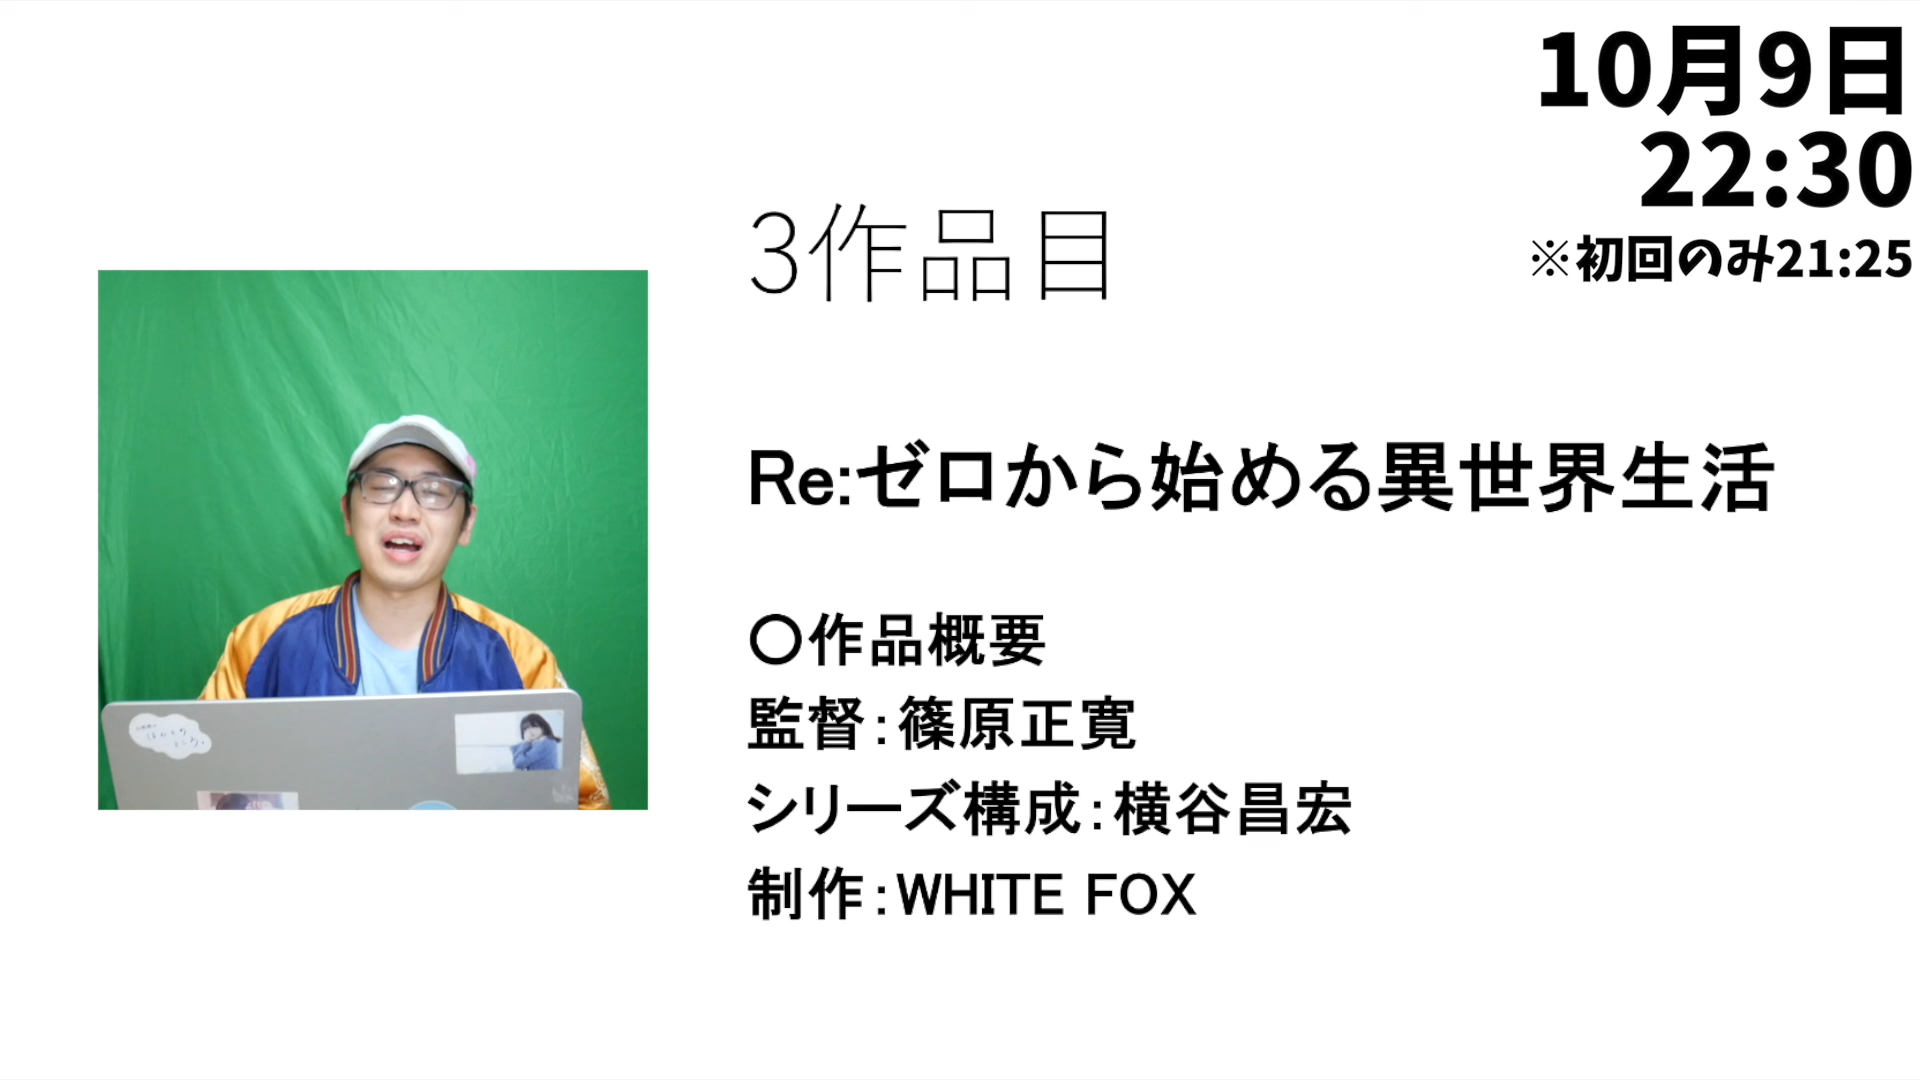 10月9日
22:30
※初回のみ21:25
3作品目
Re:ゼロから始める異世界生活
〇作品概要
監督：篠原正寛
シリーズ構成：横谷昌宏
制作：WHITE FOX